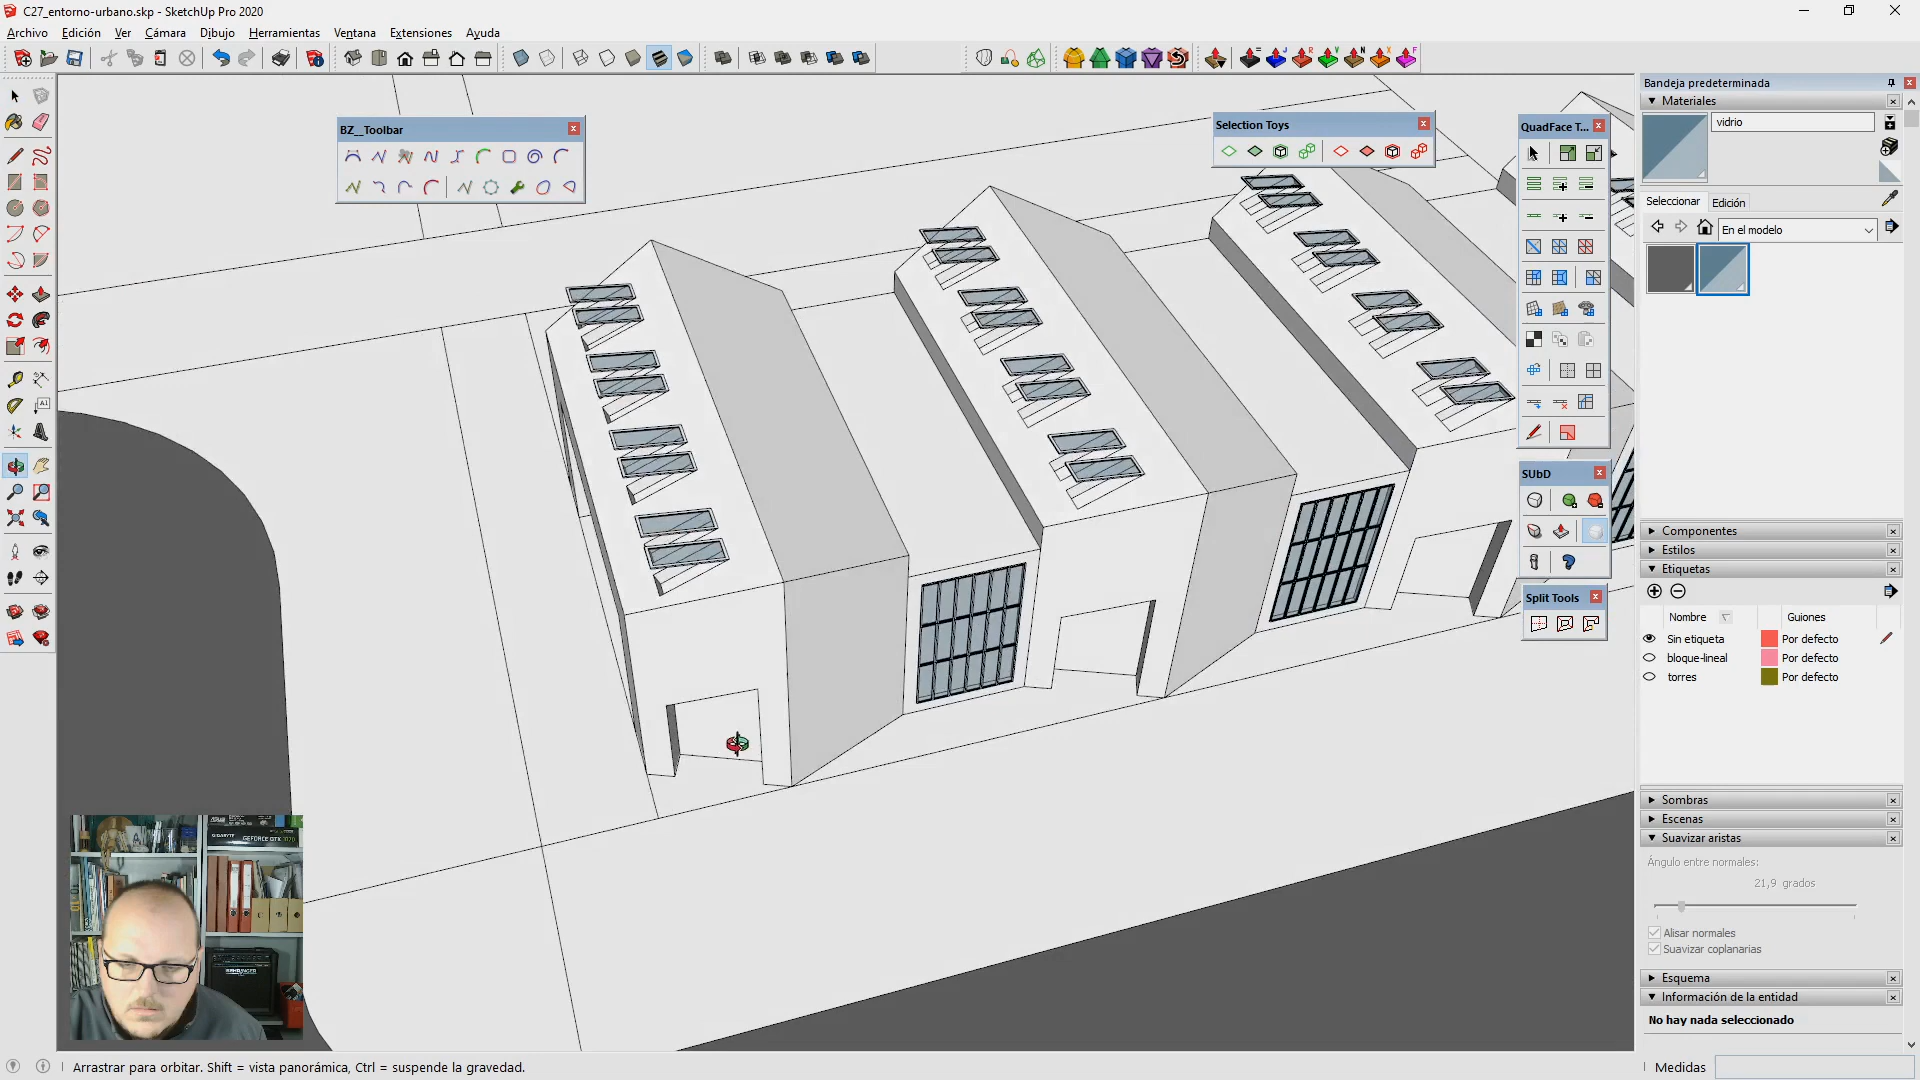 C27_entorno-urbano.skp - SketchUp Pro 2020
Archivo Edición Ver Cámara Dibujo Herramientas Ventana Extensiones Ayuda
BZ__Toolbar
Selection Toys
QuadFace T...
SUbD
Split Tools
Bandeja predeterminada
Materiales
vidrio
Seleccionar Edición
En el modelo
Componentes
Estilos
Etiquetas
Nombre Guiones
Sin etiqueta Por defecto
bloque-lineal Por defecto
torres Por defecto
Sombras
Escenas
Suavizar aristas
Ángulo entre normales:
21,9 grados
Alisar normales
Suavizar coplanarias
Esquema
Información de la entidad
No hay nada seleccionado
Arrastrar para orbitar. Shift = vista panorámica, Ctrl = suspende la gravedad.
Medidas